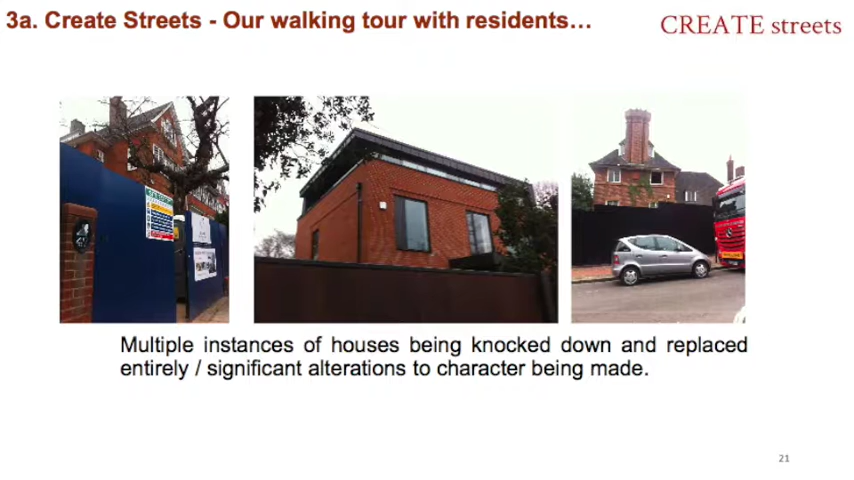 3a. Create Streets - Our walking tour with residents…
CREATE streets
Multiple instances of houses being knocked down and replaced
entirely / significant alterations to character being made.
21